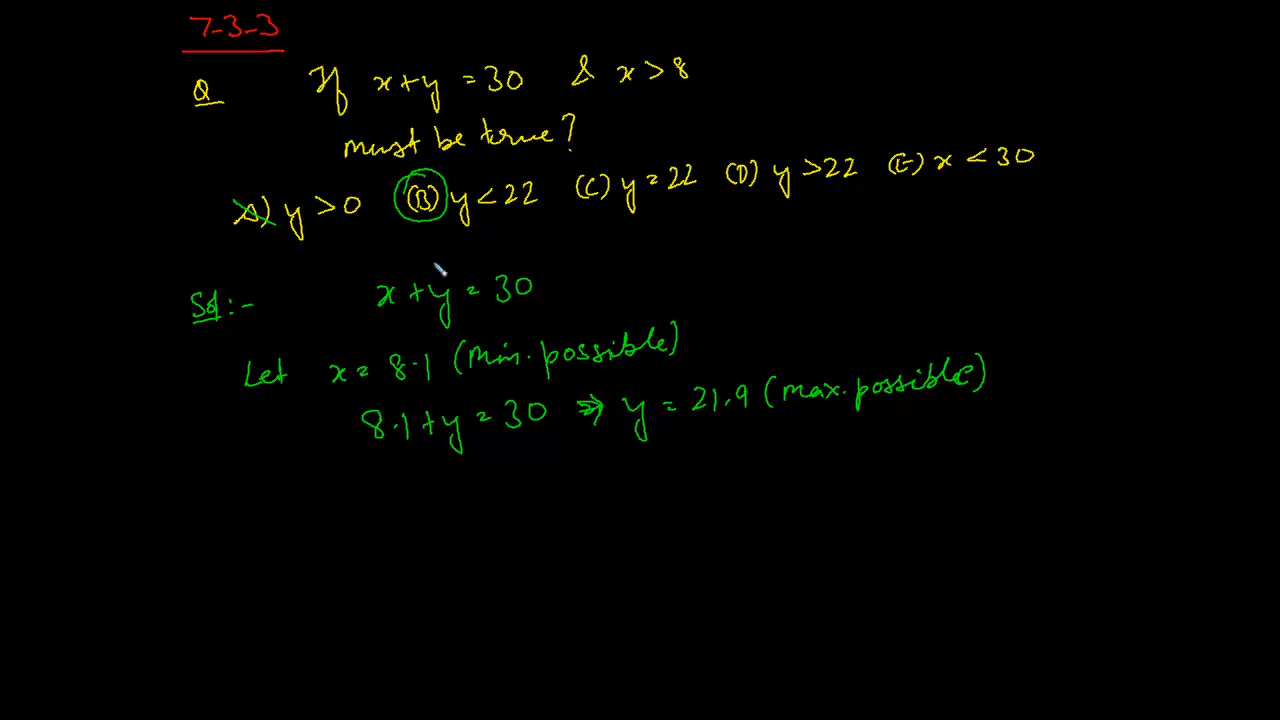 7-3-3
Q If x+y = 30 & x > 8
must be true?
A) y > 0 (B) y < 22 (C) y = 22 (D) y > 22 (E) x < 30
Sol:- x + y = 30
Let x = 8.1 (Min. possible)
8.1 + y = 30 ⇒ y = 21.9 (Max. possible)